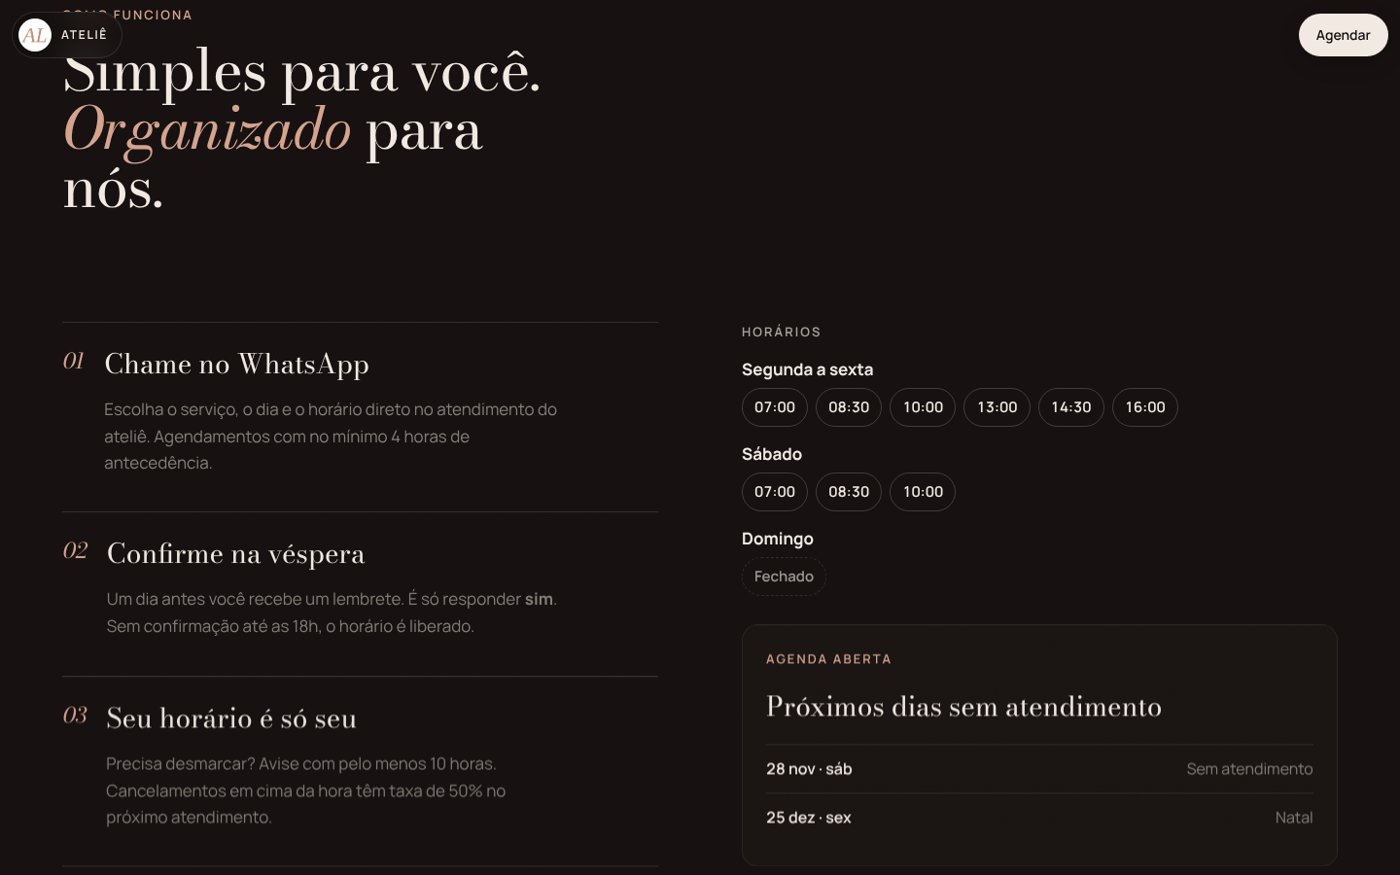 COMO FUNCIONA
AL ATELIÊ
Agendar
Simples para você.
Organizado para
nós.
01 Chame no WhatsApp
Escolha o serviço, o dia e o horário direto no atendimento do
ateliê. Agendamentos com no mínimo 4 horas de
antecedência.
02 Confirme na véspera
Um dia antes você recebe um lembrete. É só responder sim.
Sem confirmação até as 18h, o horário é liberado.
03 Seu horário é só seu
Precisa desmarcar? Avise com pelo menos 10 horas.
Cancelamentos em cima da hora têm taxa de 50% no
próximo atendimento.
HORÁRIOS
Segunda a sexta
07:00 08:30 10:00 13:00 14:30 16:00
Sábado
07:00 08:30 10:00
Domingo
Fechado
AGENDA ABERTA
Próximos dias sem atendimento
28 nov · sáb Sem atendimento
25 dez · sex Natal